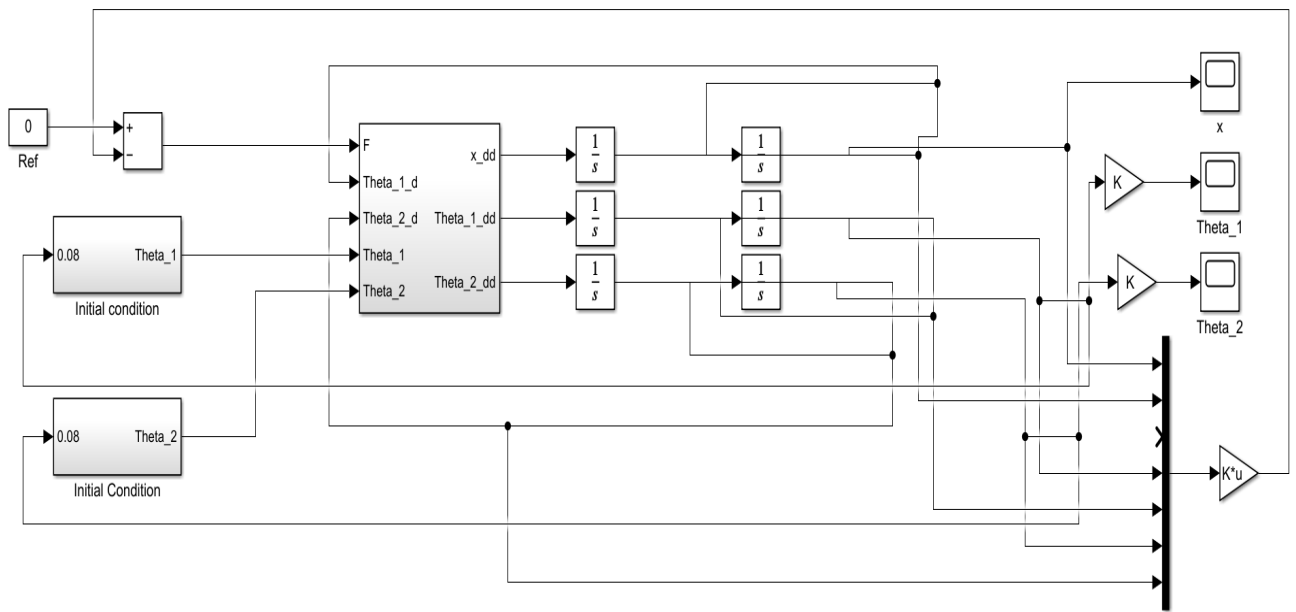 0
+
−
Ref
F
Theta_1_d
Theta_2_d
Theta_1
Theta_2
x_dd
Theta_1_dd
Theta_2_dd
1
s
1
s
1
s
1
s
1
s
1
s
0.08 Theta_1
Initial condition
0.08 Theta_2
Initial Condition
x
K
Theta_1
K
Theta_2
K*u